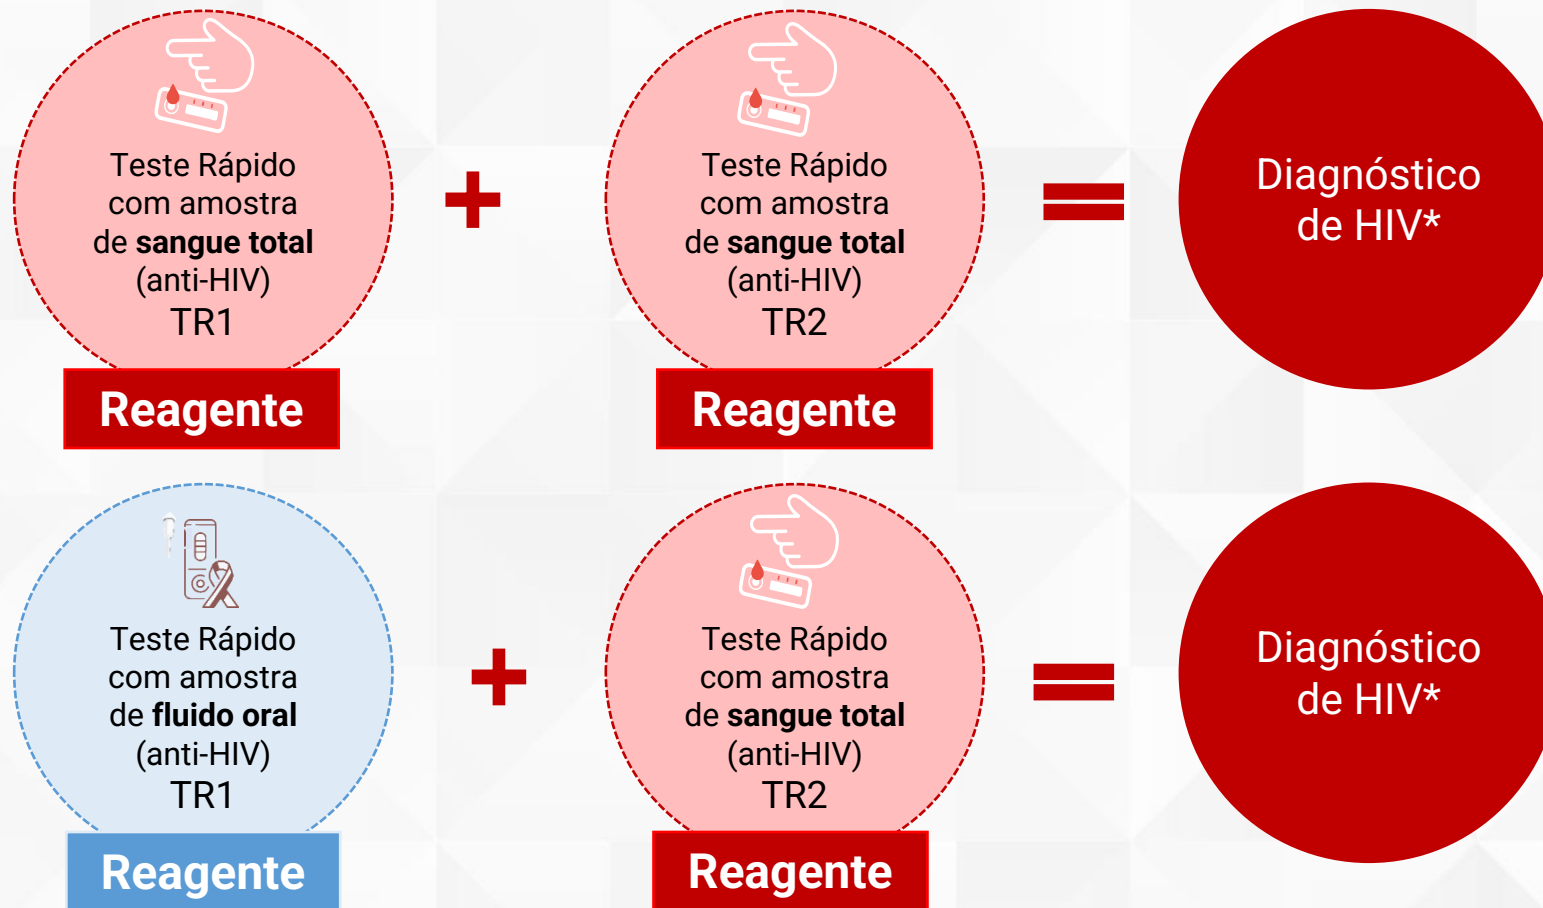 Teste Rápido
com amostra
de sangue total
(anti-HIV)
TR1
Reagente
+
Teste Rápido
com amostra
de sangue total
(anti-HIV)
TR2
Reagente
=
Diagnóstico
de HIV*
Teste Rápido
com amostra
de fluido oral
(anti-HIV)
TR1
Reagente
+
Teste Rápido
com amostra
de sangue total
(anti-HIV)
TR2
Reagente
=
Diagnóstico
de HIV*